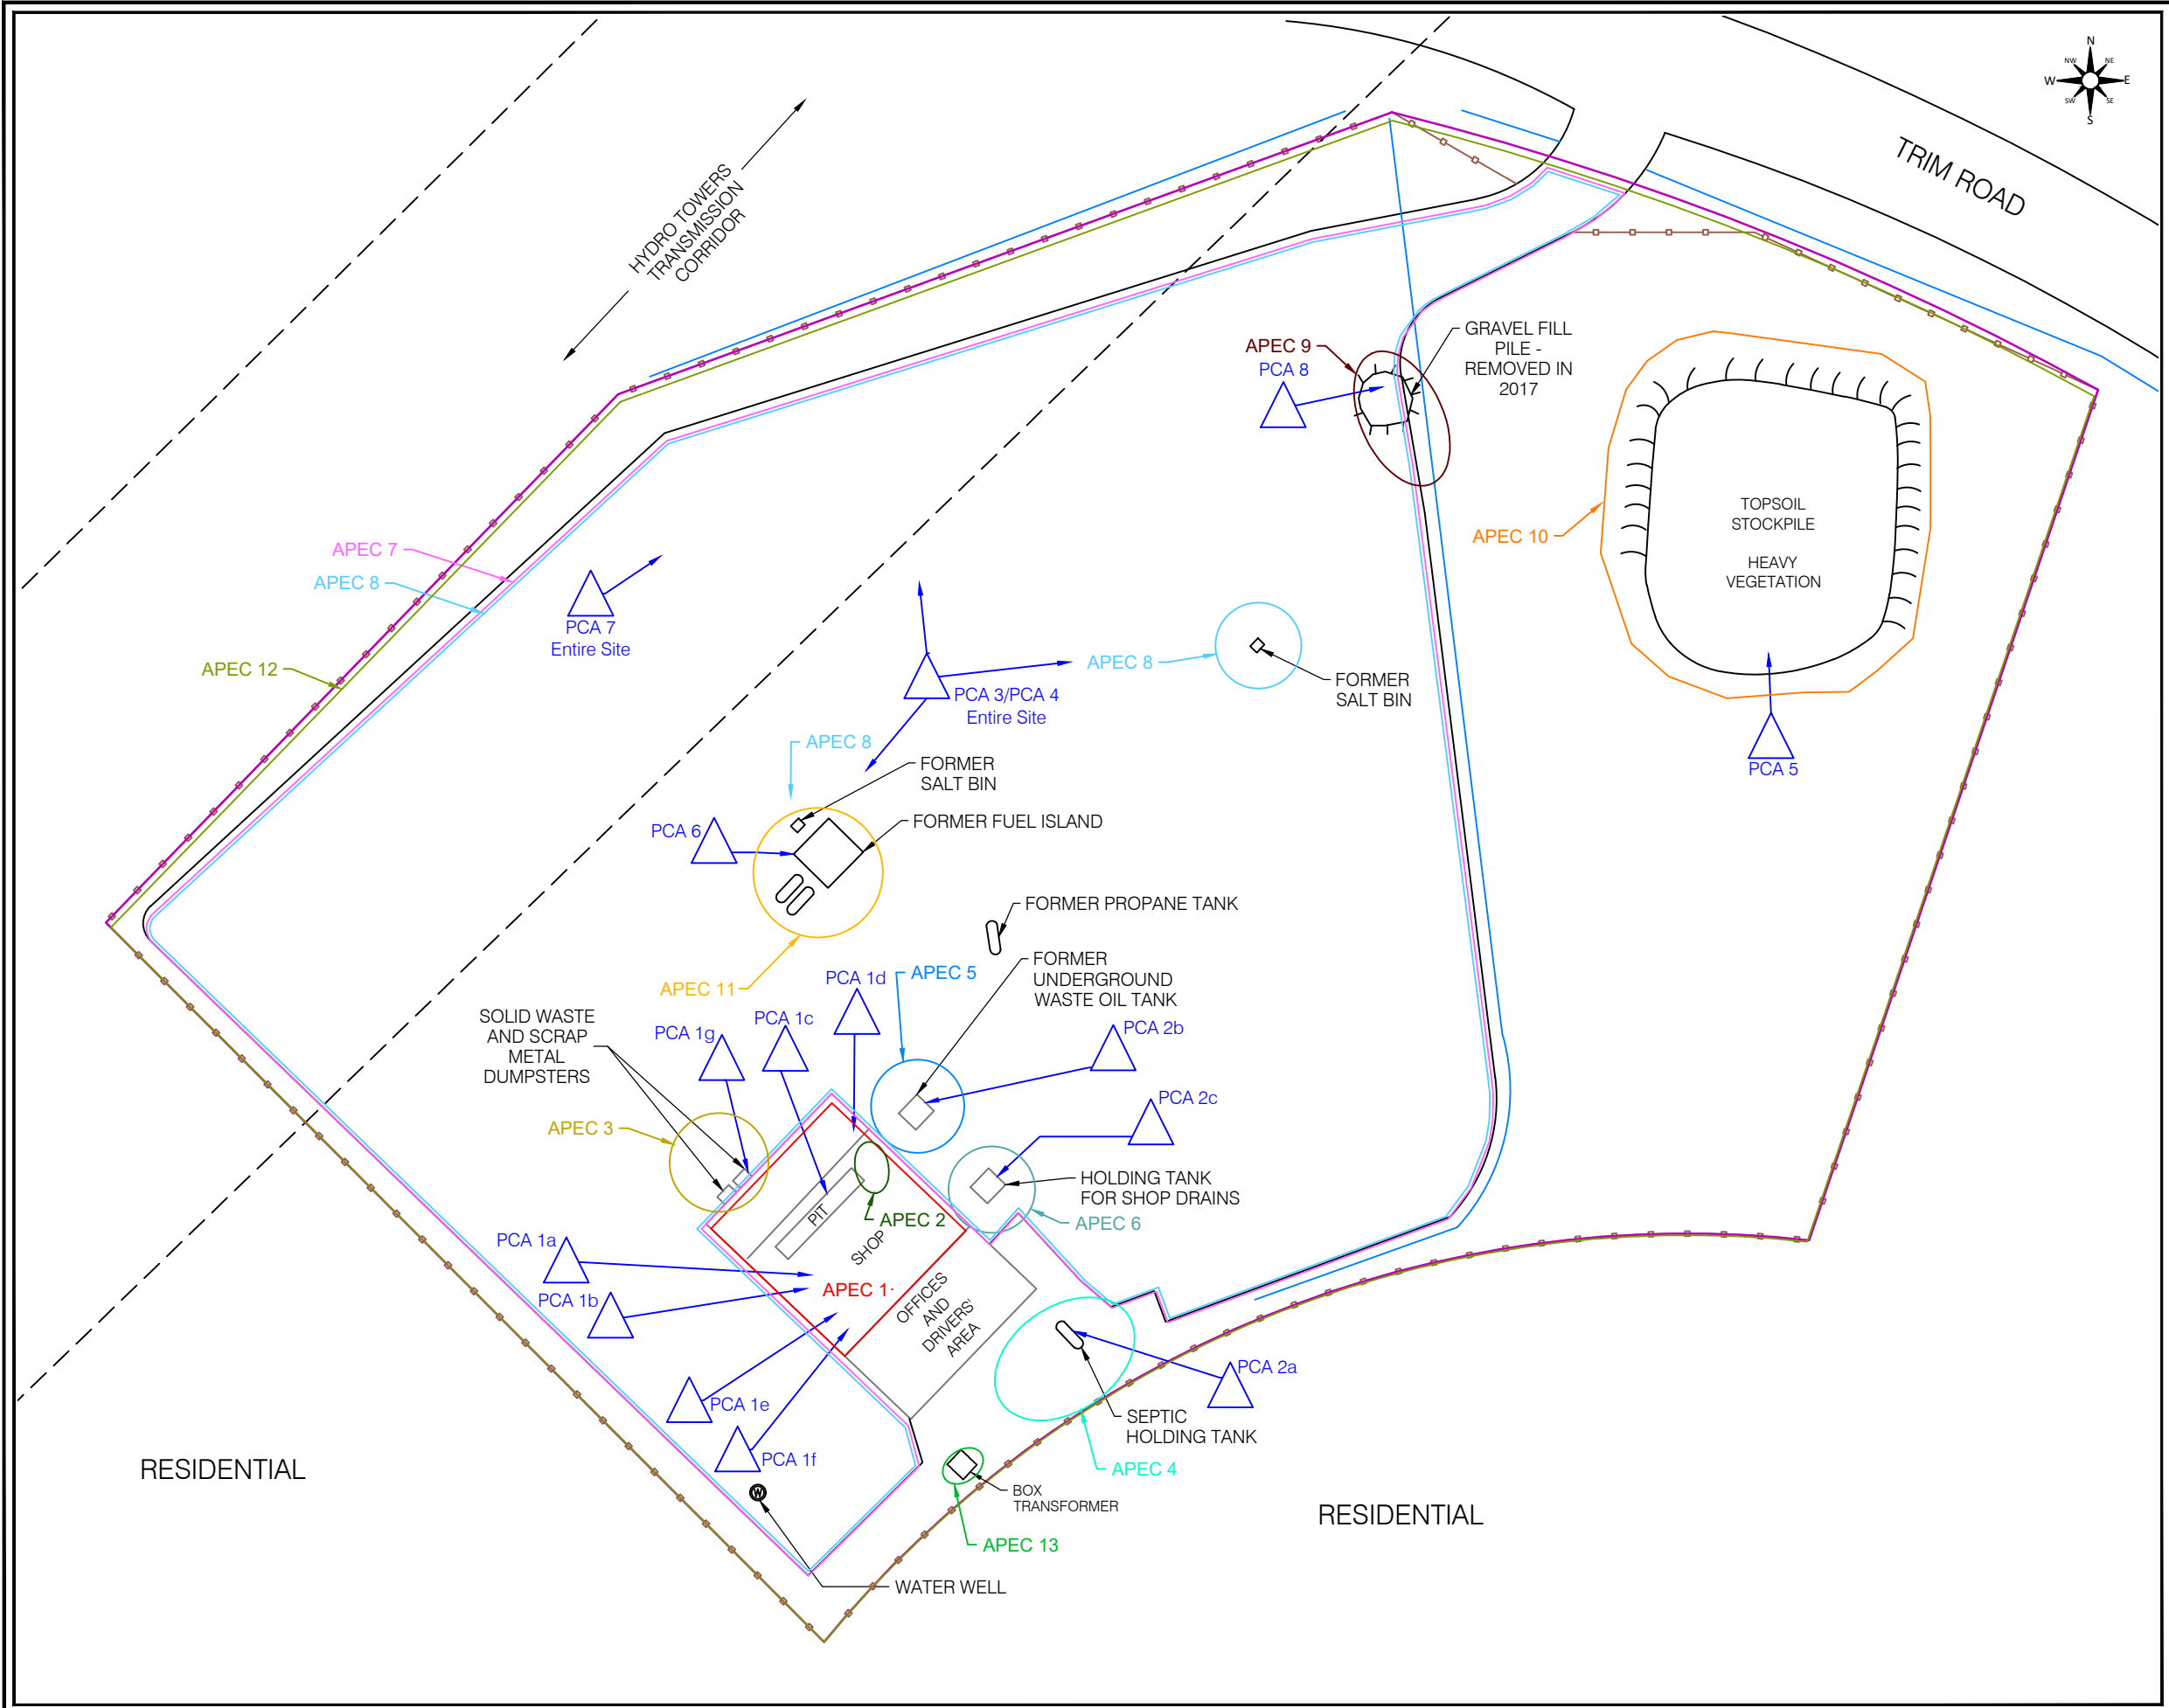 N
NW
NE
W
E
SW
SE
S
TRIM ROAD
HYDRO TOWERS
TRANSMISSION
CORRIDOR
GRAVEL FILL
PILE -
REMOVED IN
2017
APEC 9
PCA 8
APEC 10
TOPSOIL
STOCKPILE
HEAVY
VEGETATION
PCA 5
APEC 7
APEC 8
PCA 7
Entire Site
APEC 12
PCA 3/PCA 4
Entire Site
APEC 8
FORMER
SALT BIN
APEC 8
FORMER
SALT BIN
PCA 6
FORMER FUEL ISLAND
APEC 11
FORMER PROPANE TANK
FORMER
UNDERGROUND
WASTE OIL TANK
PCA 1d
APEC 5
SOLID WASTE
AND SCRAP
METAL
DUMPSTERS
PCA 1g
PCA 1c
PCA 2b
PCA 2c
APEC 3
HOLDING TANK
FOR SHOP DRAINS
APEC 6
PIT
APEC 2
SHOP
PCA 1a
PCA 1b
APEC 1
OFFICES
AND
DRIVERS'
AREA
PCA 2a
PCA 1e
PCA 1f
SEPTIC
HOLDING TANK
APEC 4
RESIDENTIAL
W
BOX
TRANSFORMER
RESIDENTIAL
APEC 13
WATER WELL